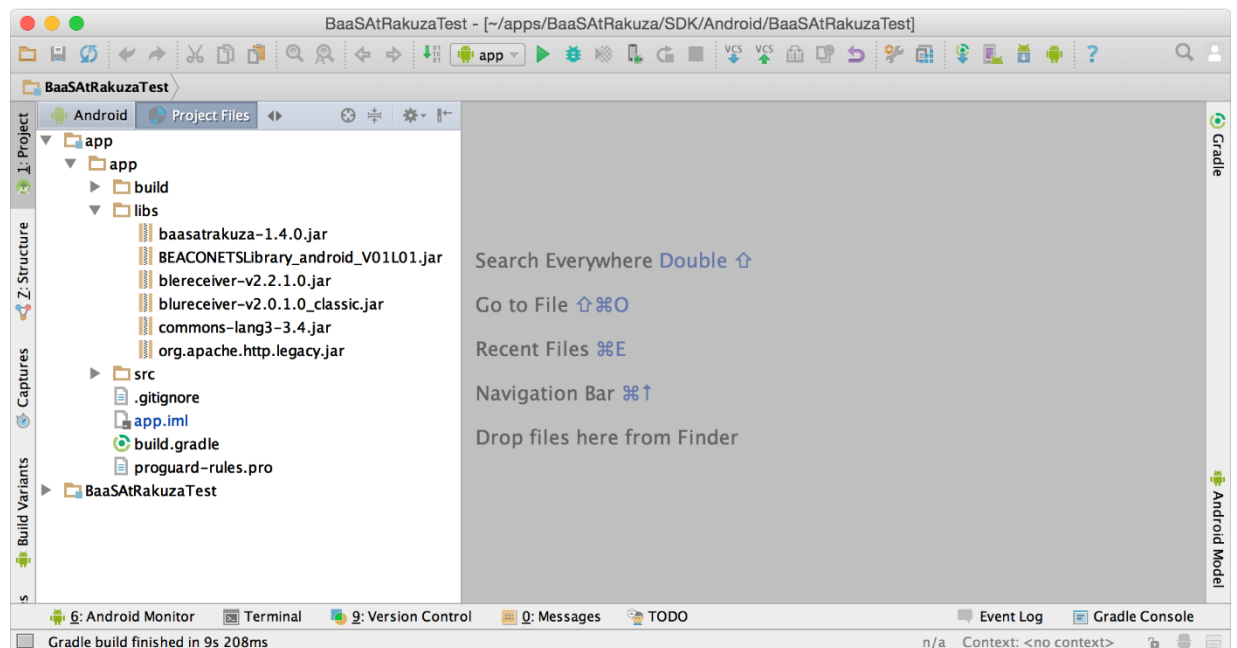 BaaSAtRakuzaTest - [~/apps/BaaSAtRakuza/SDK/Android/BaaSAtRakuzaTest]
app
VCS VCS
?
BaaSAtRakuzaTest
Android Project Files
1: Project
Z: Structure
Captures
Build Variants
app
app
build
libs
baasatrakuza-1.4.0.jar
BEACONETSLibrary_android_V01L01.jar
blereceiver-v2.2.1.0.jar
blureceiver-v2.0.1.0_classic.jar
commons-lang3-3.4.jar
org.apache.http.legacy.jar
src
.gitignore
app.iml
build.gradle
proguard-rules.pro
BaaSAtRakuzaTest
Search Everywhere Double ⇧
Go to File ⇧⌘O
Recent Files ⌘E
Navigation Bar ⌘↑
Drop files here from Finder
Gradle
Android Model
6: Android Monitor Terminal 9: Version Control 0: Messages TODO Event Log Gradle Console
Gradle build finished in 9s 208ms n/a Context: <no context>